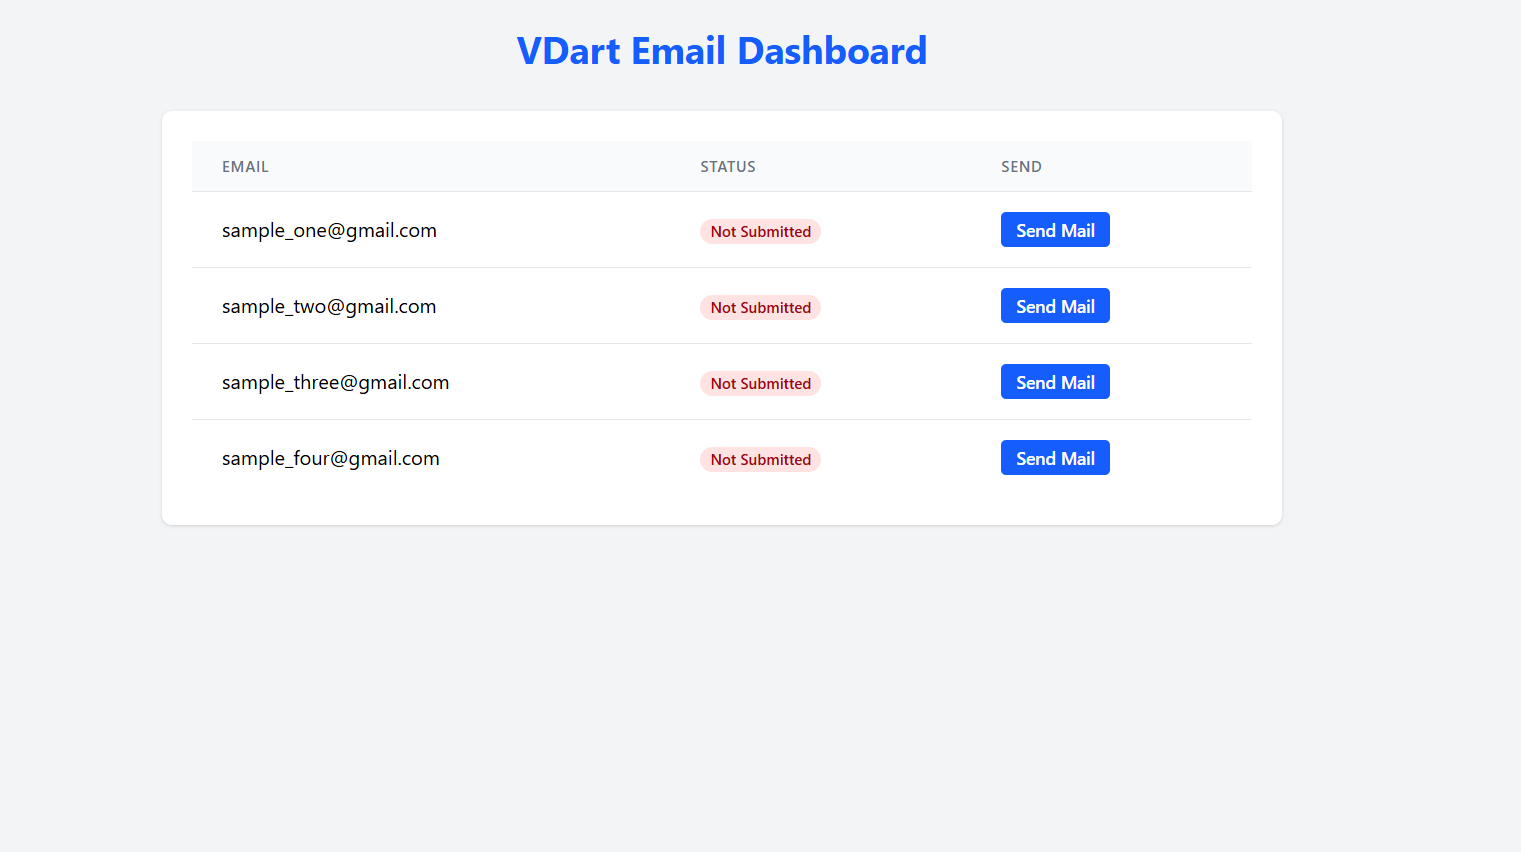 VDart Email Dashboard
EMAIL STATUS SEND
sample_one@gmail.com Not Submitted Send Mail
sample_two@gmail.com Not Submitted Send Mail
sample_three@gmail.com Not Submitted Send Mail
sample_four@gmail.com Not Submitted Send Mail